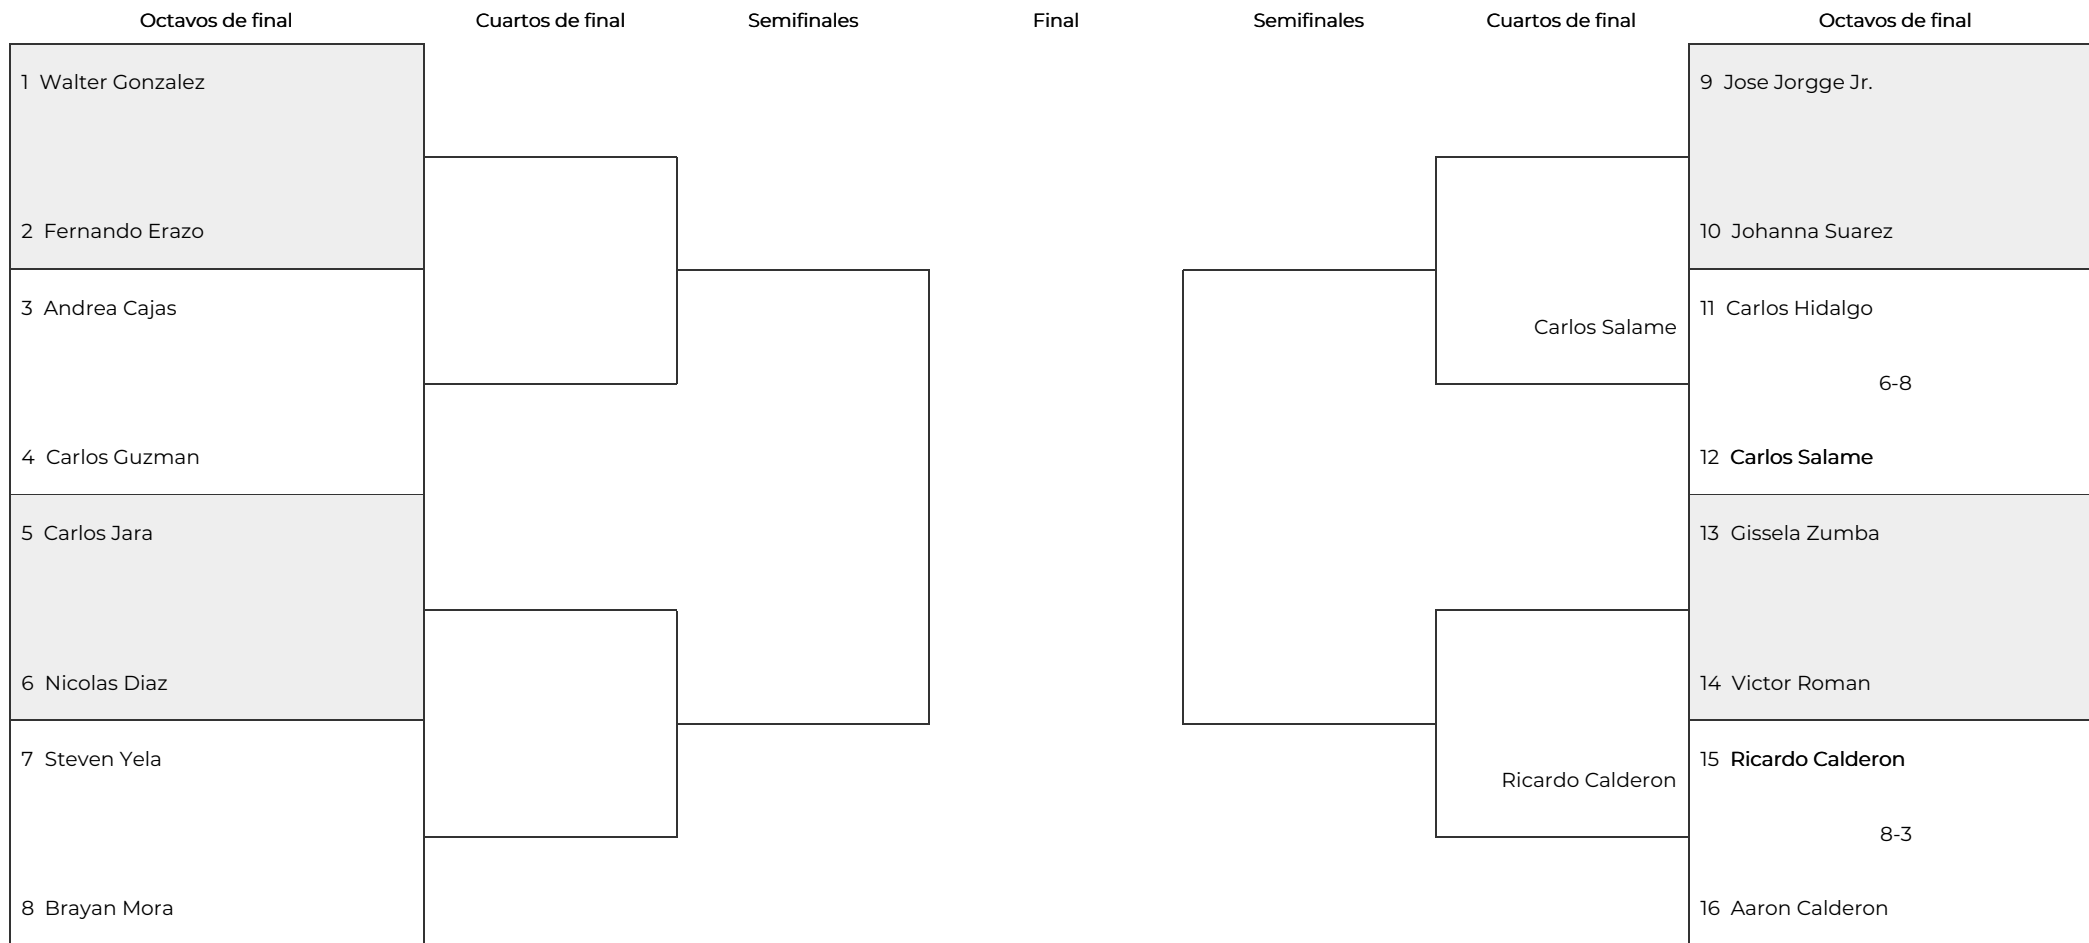 Octavos de final
Cuartos de final
Semifinales
Final
Semifinales
Cuartos de final
Octavos de final
1 Walter Gonzalez
2 Fernando Erazo
3 Andrea Cajas
4 Carlos Guzman
5 Carlos Jara
6 Nicolas Diaz
7 Steven Yela
8 Brayan Mora
Carlos Salame
Ricardo Calderon
9 Jose Jorgge Jr.
10 Johanna Suarez
11 Carlos Hidalgo
6-8
12 Carlos Salame
13 Gissela Zumba
14 Victor Roman
15 Ricardo Calderon
8-3
16 Aaron Calderon